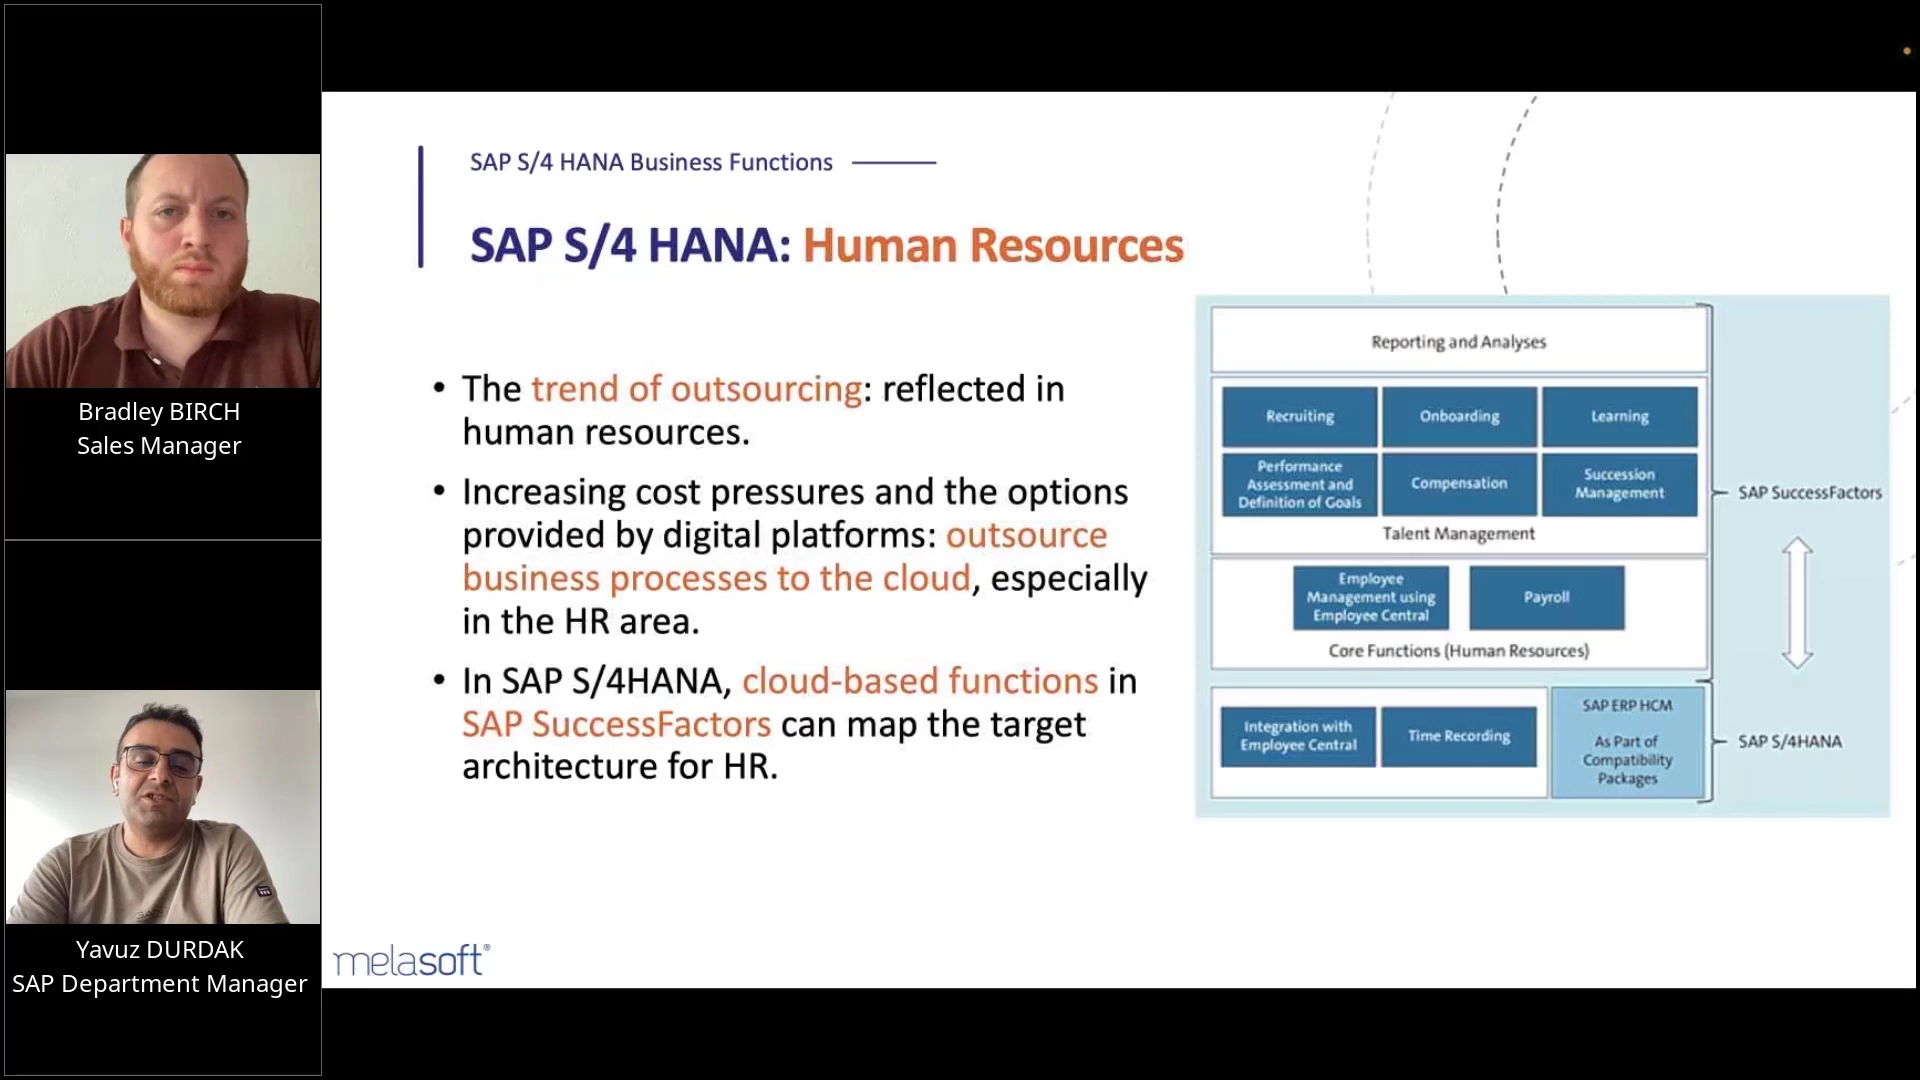 Bradley BIRCH
Sales Manager
Yavuz DURDAK
SAP Department Manager
SAP S/4 HANA Business Functions
SAP S/4 HANA: Human Resources
• The trend of outsourcing: reflected in
human resources.
• Increasing cost pressures and the options
provided by digital platforms: outsource
business processes to the cloud, especially
in the HR area.
• In SAP S/4HANA, cloud-based functions in
SAP SuccessFactors can map the target
architecture for HR.
Reporting and Analyses
Recruiting
Onboarding
Learning
Performance
Assessment and
Definition of Goals
Compensation
Succession
Management
Talent Management
Employee
Management using
Employee Central
Payroll
Core Functions (Human Resources)
Integration with
Employee Central
Time Recording
SAP ERP HCM
As Part of
Compatibility
Packages
SAP SuccessFactors
SAP S/4HANA
melasoft®